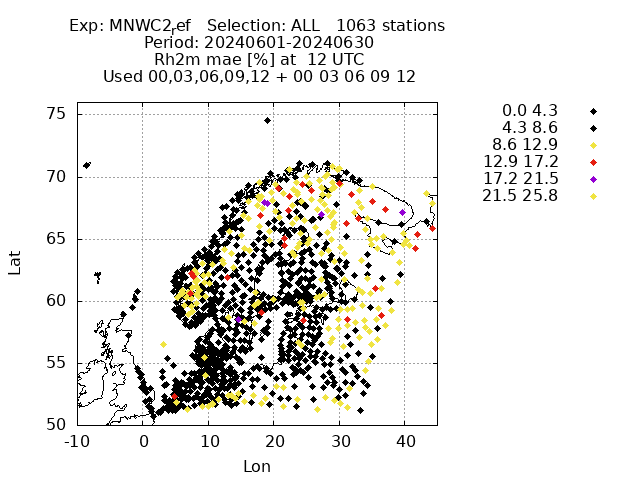 Exp: MNWC2ref Selection: ALL 1063 stations
Period: 20240601-20240630
Rh2m mae [%] at 12 UTC
Used 00,03,06,09,12 + 00 03 06 09 12
0.0 4.3
4.3 8.6
8.6 12.9
12.9 17.2
17.2 21.5
21.5 25.8
75
70
65
60
55
50
Lat
-10 0 10 20 30 40
Lon